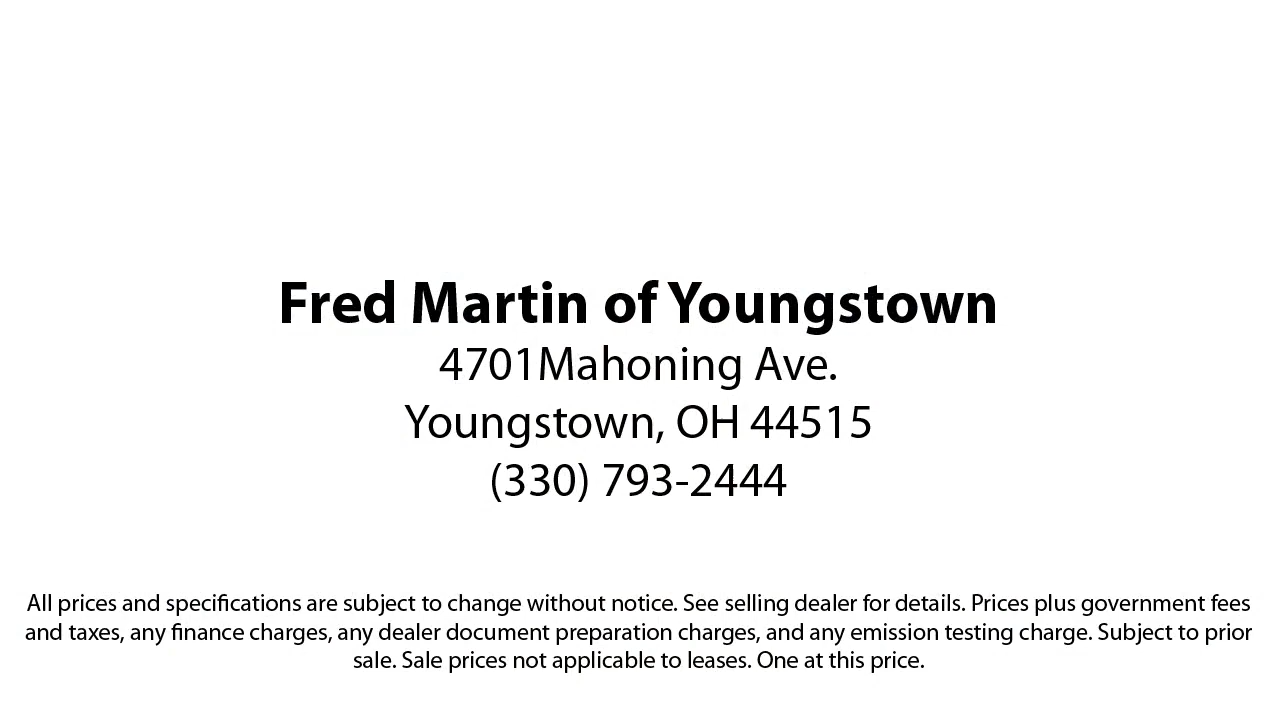 Fred Martin of Youngstown
4701Mahoning Ave.
Youngstown, OH 44515
(330) 793-2444
All prices and specifications are subject to change without notice. See selling dealer for details. Prices plus government fees
and taxes, any finance charges, any dealer document preparation charges, and any emission testing charge. Subject to prior
sale. Sale prices not applicable to leases. One at this price.